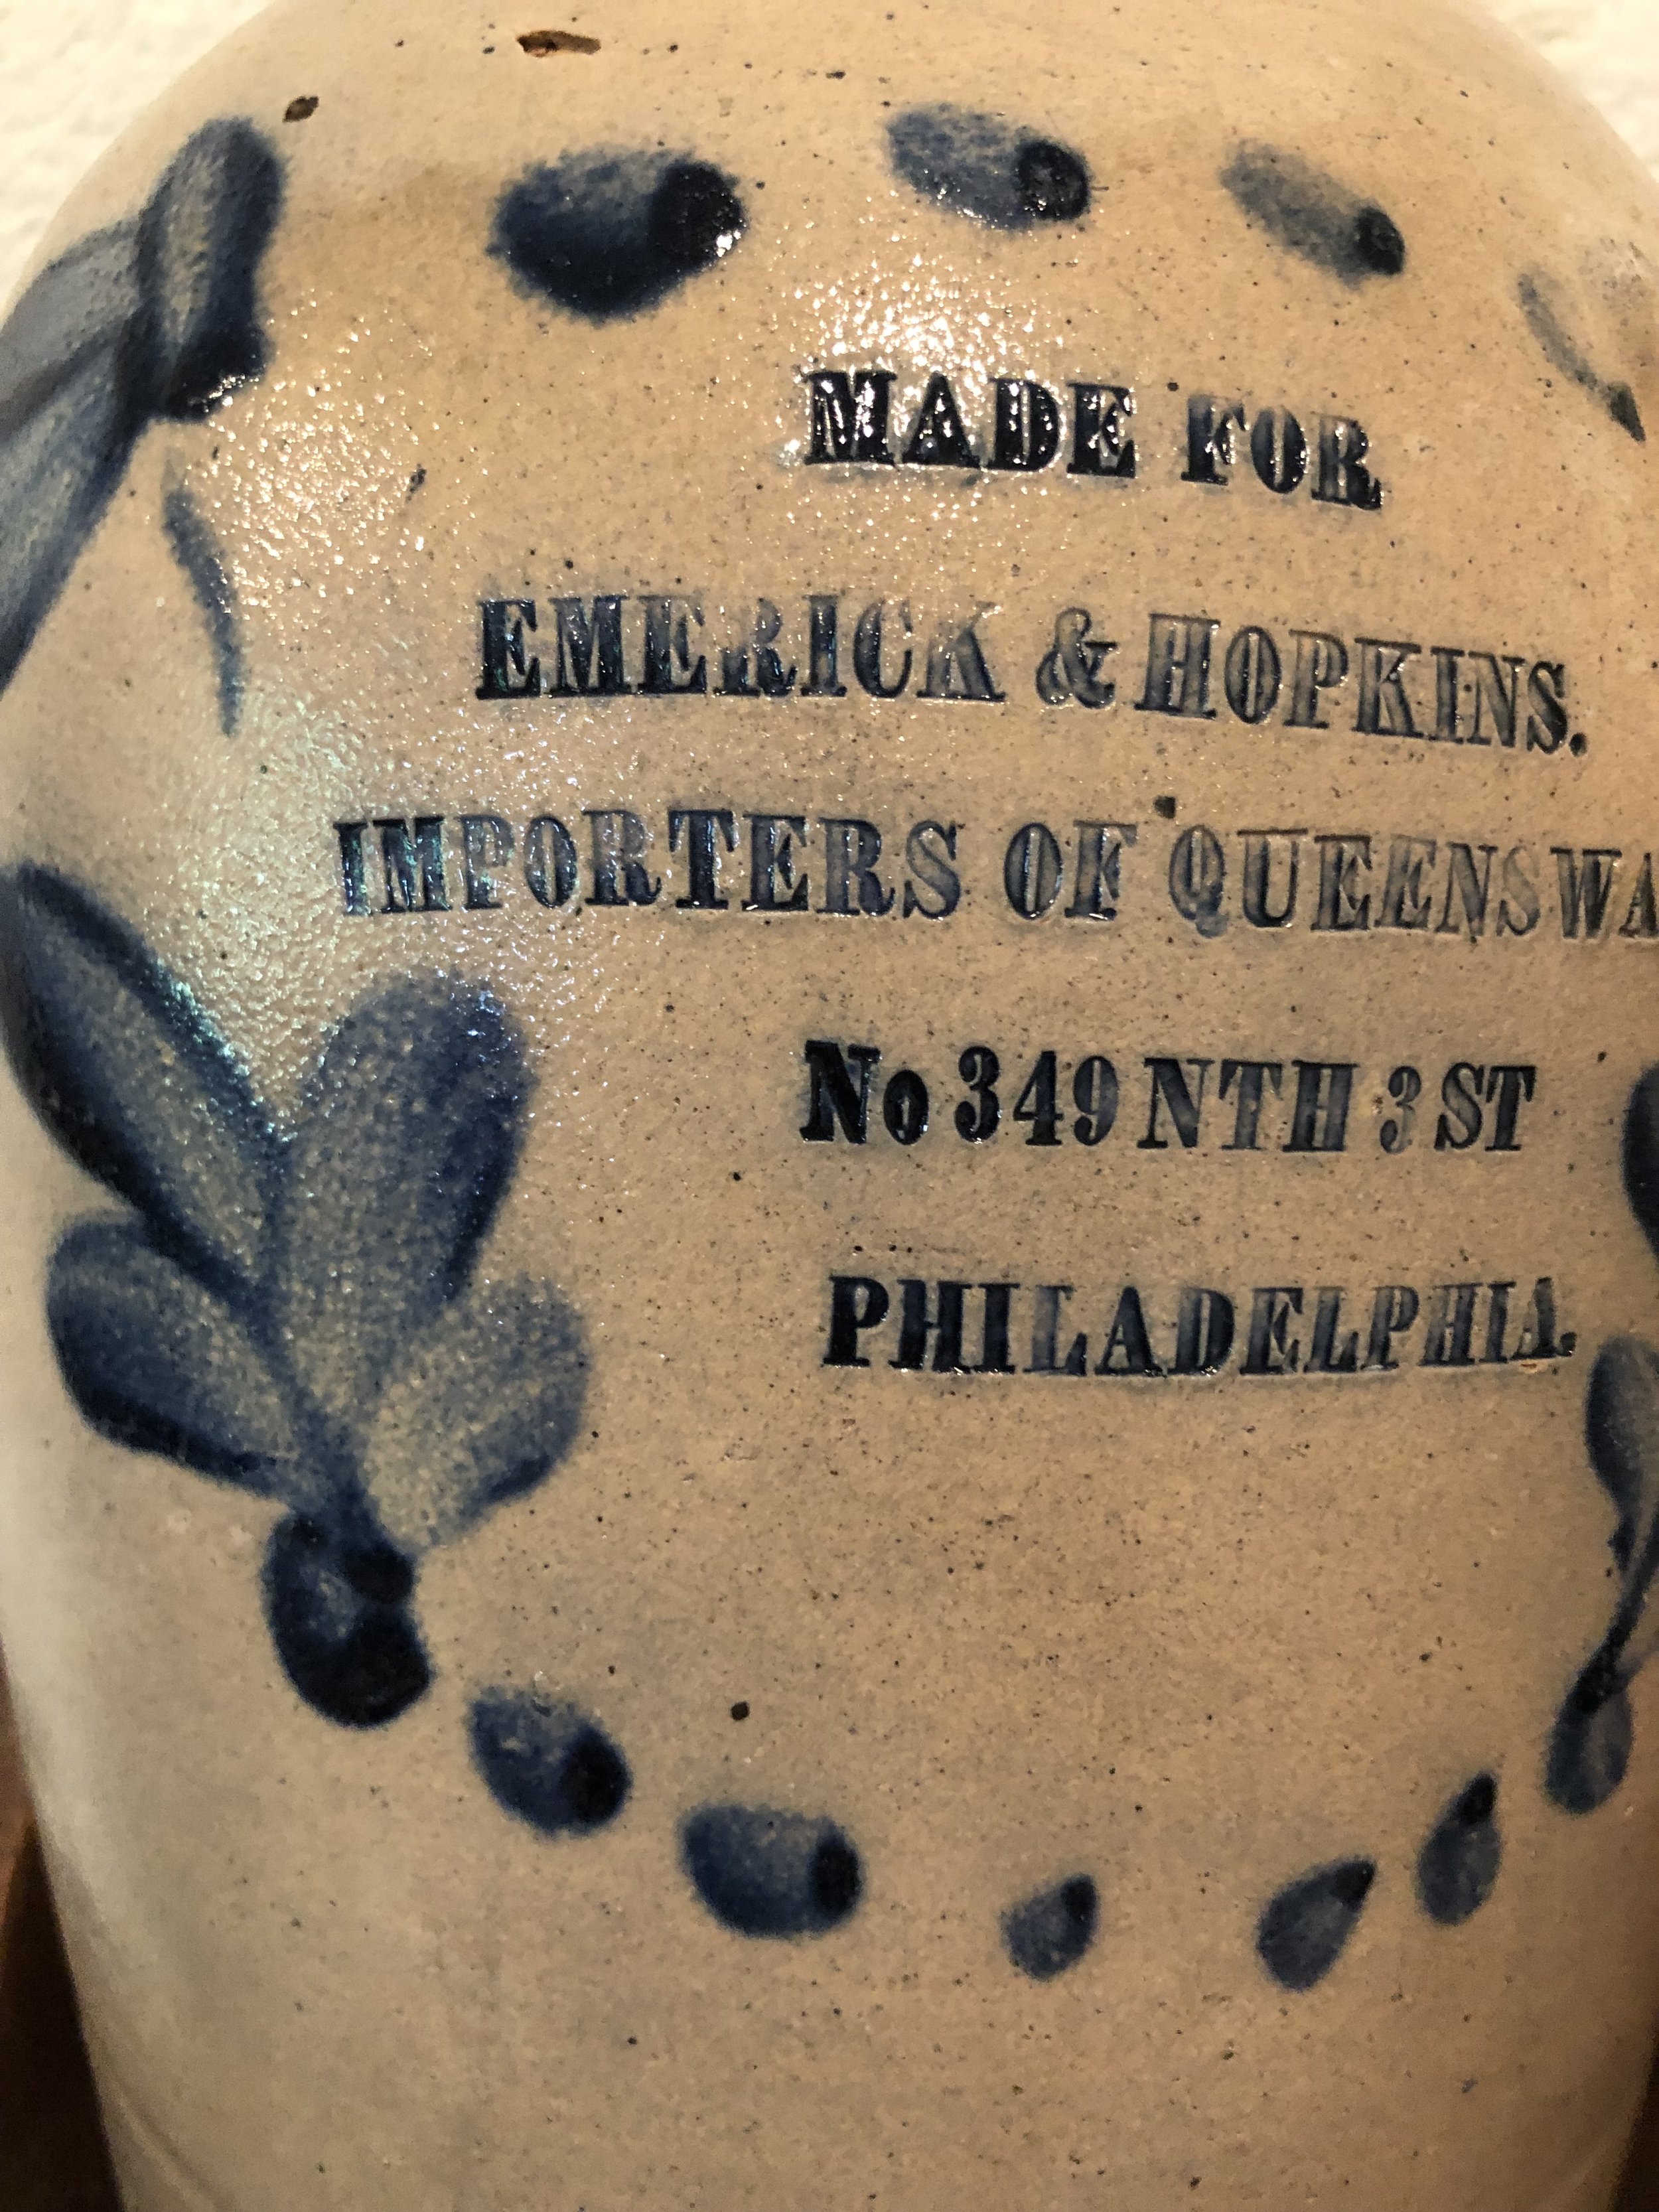 MADE FOR
EMERICK & HOPKINS.
IMPORTERS OF QUEENSWA
No 349 NTH 3 ST
PHILADELPHIA.